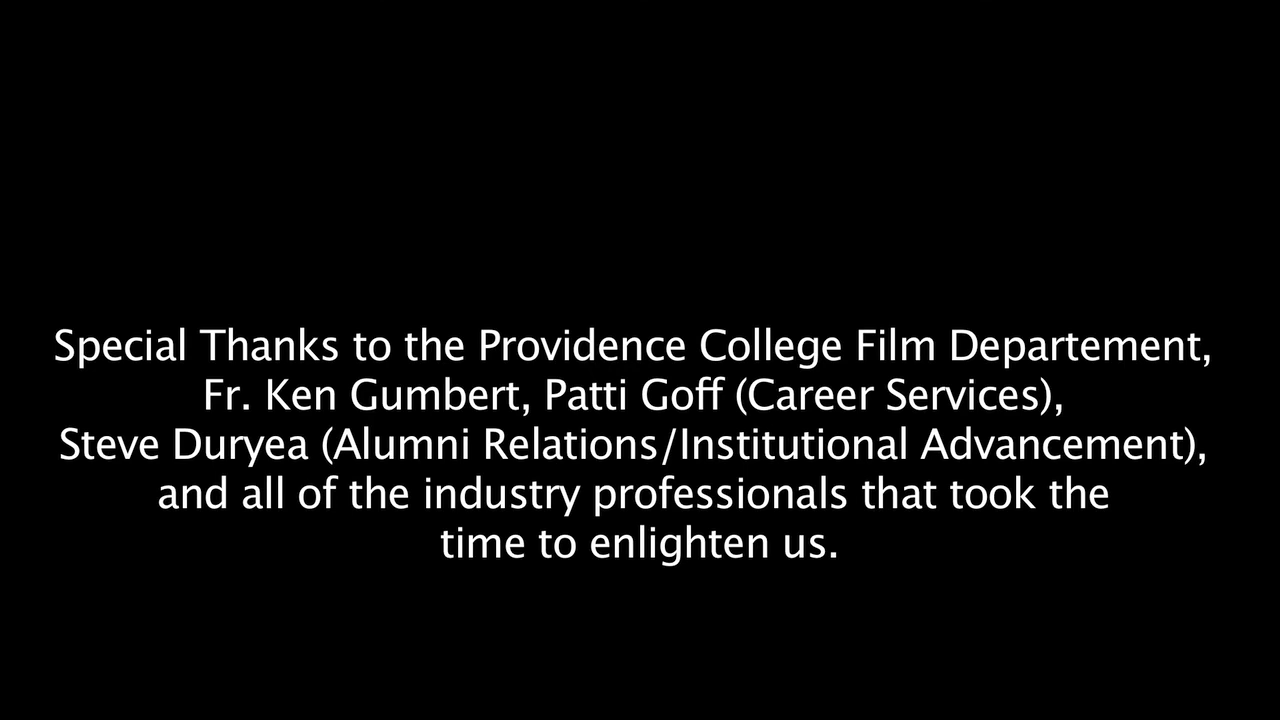 Special Thanks to the Providence College Film Departement,
Fr. Ken Gumbert, Patti Goff (Career Services),
Steve Duryea (Alumni Relations/Institutional Advancement),
and all of the industry professionals that took the
time to enlighten us.